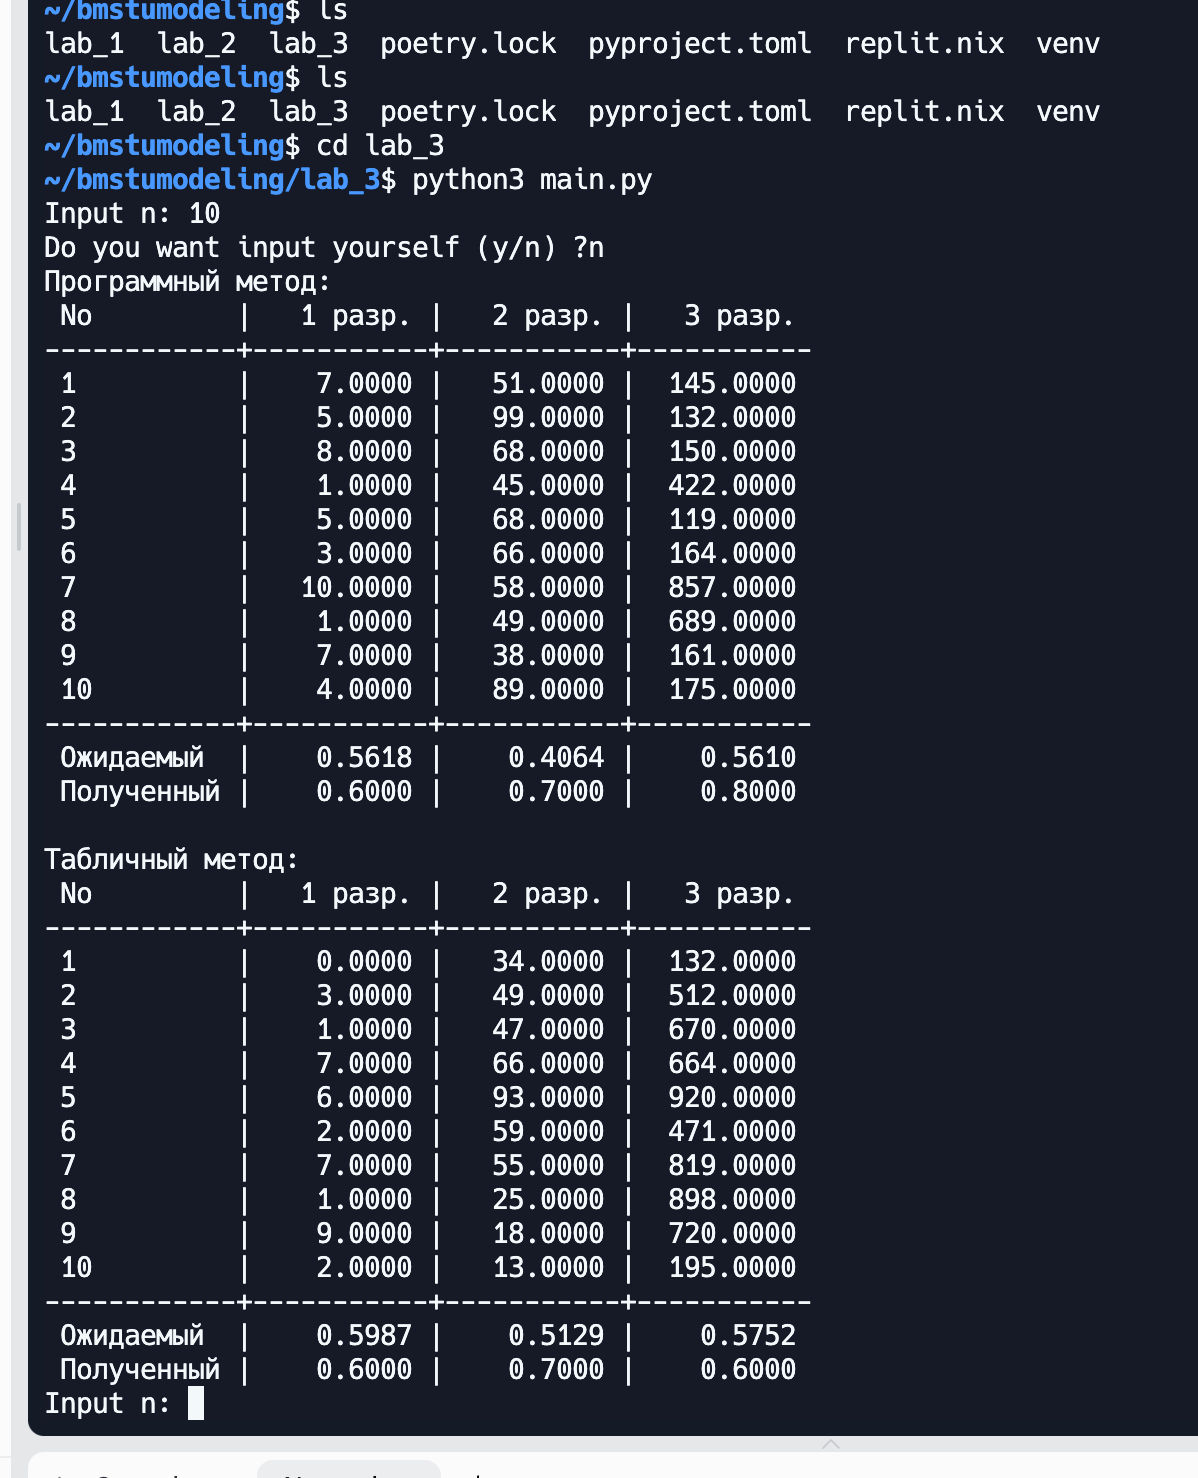 ~/bmstumodeling$ ls
lab_1  lab_2  lab_3  poetry.lock  pyproject.toml  replit.nix  venv
~/bmstumodeling$ ls
lab_1  lab_2  lab_3  poetry.lock  pyproject.toml  replit.nix  venv
~/bmstumodeling$ cd lab_3
~/bmstumodeling/lab_3$ python3 main.py
Input n: 10
Do you want input yourself (y/n) ?n
Программный метод:
 No         |   1 разр. |   2 разр. |   3 разр.
------------+-----------+-----------+-----------
 1          |    7.0000 |   51.0000 |  145.0000
 2          |    5.0000 |   99.0000 |  132.0000
 3          |    8.0000 |   68.0000 |  150.0000
 4          |    1.0000 |   45.0000 |  422.0000
 5          |    5.0000 |   68.0000 |  119.0000
 6          |    3.0000 |   66.0000 |  164.0000
 7          |   10.0000 |   58.0000 |  857.0000
 8          |    1.0000 |   49.0000 |  689.0000
 9          |    7.0000 |   38.0000 |  161.0000
 10         |    4.0000 |   89.0000 |  175.0000
------------+-----------+-----------+-----------
 Ожидаемый  |    0.5618 |    0.4064 |    0.5610
 Полученный |    0.6000 |    0.7000 |    0.8000

Табличный метод:
 No         |   1 разр. |   2 разр. |   3 разр.
------------+-----------+-----------+-----------
 1          |    0.0000 |   34.0000 |  132.0000
 2          |    3.0000 |   49.0000 |  512.0000
 3          |    1.0000 |   47.0000 |  670.0000
 4          |    7.0000 |   66.0000 |  664.0000
 5          |    6.0000 |   93.0000 |  920.0000
 6          |    2.0000 |   59.0000 |  471.0000
 7          |    7.0000 |   55.0000 |  819.0000
 8          |    1.0000 |   25.0000 |  898.0000
 9          |    9.0000 |   18.0000 |  720.0000
 10         |    2.0000 |   13.0000 |  195.0000
------------+-----------+-----------+-----------
 Ожидаемый  |    0.5987 |    0.5129 |    0.5752
 Полученный |    0.6000 |    0.7000 |    0.6000
Input n: